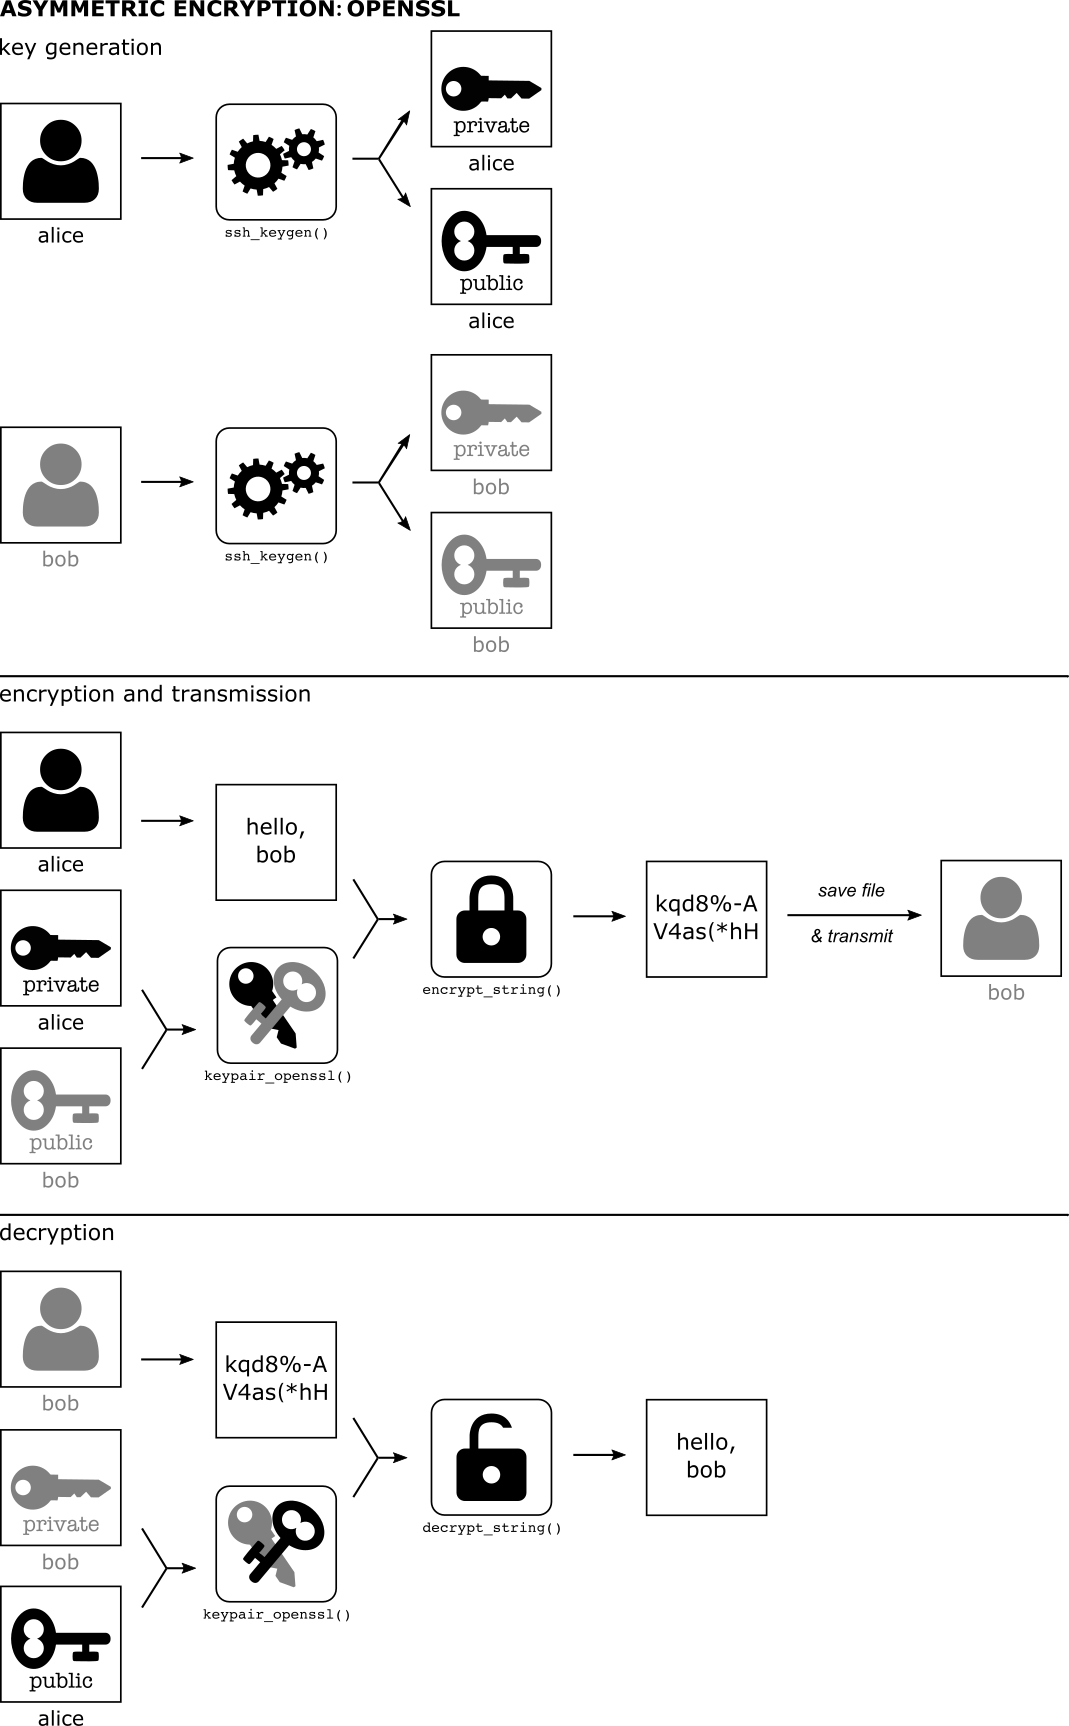 ASYMMETRIC ENCRYPTION: OPENSSL
key generation
private
alice
alice
ssh_keygen()
public
alice
private
bob
bob
ssh_keygen()
public
bob
encryption and transmission
alice
hello,
bob
private
alice
keypair_openssl()
public
bob
encrypt_string()
kqd8%-A
V4as(*hH
save file
& transmit
bob
decryption
bob
kqd8%-A
V4as(*hH
private
bob
keypair_openssl()
public
alice
decrypt_string()
hello,
bob